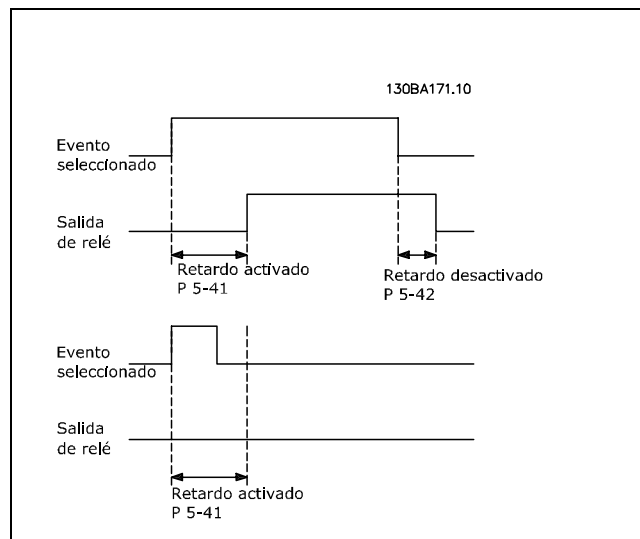 130BA171.10
Evento
seleccionado
Salida
de relé
Retardo activado
P 5-41
Retardo desactivado
P 5-42
Evento
seleccionado
Salida
de relé
Retardo activado
P 5-41